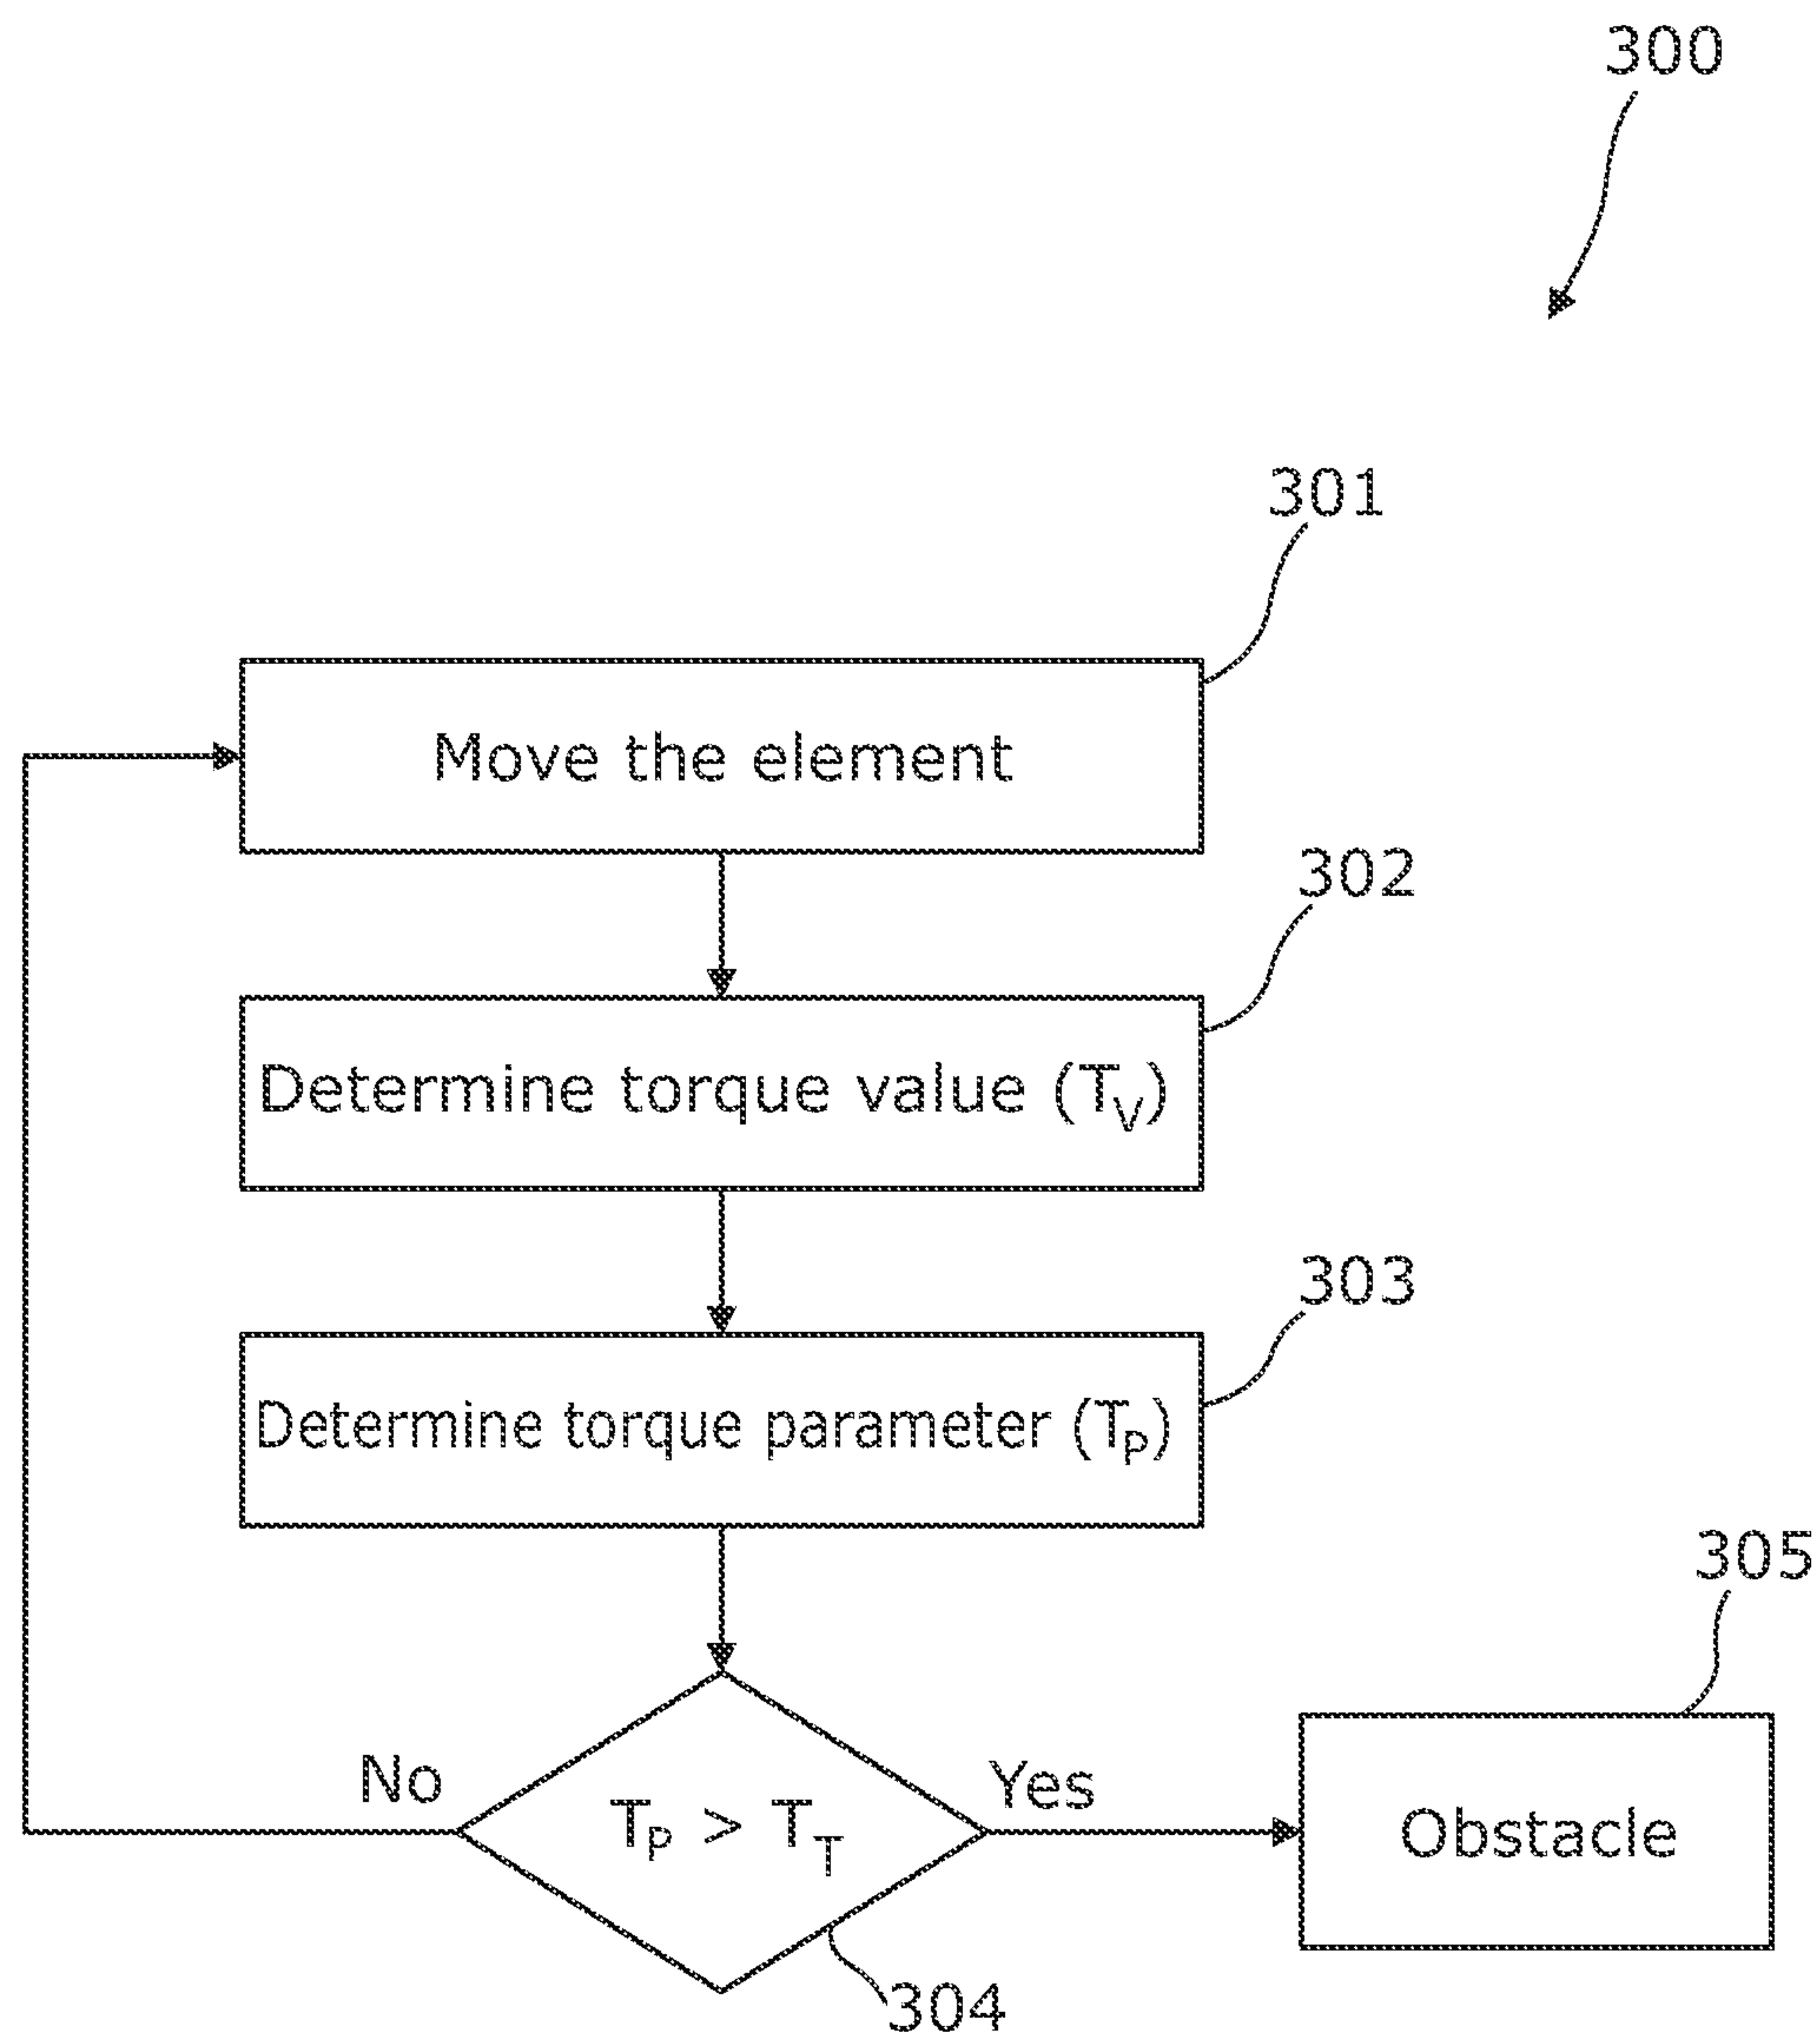 300
301
Move the element
302
Determine torque value (TV)
303
Determine torque parameter (TP)
305
No
Yes
TP > TT
Obstacle
304